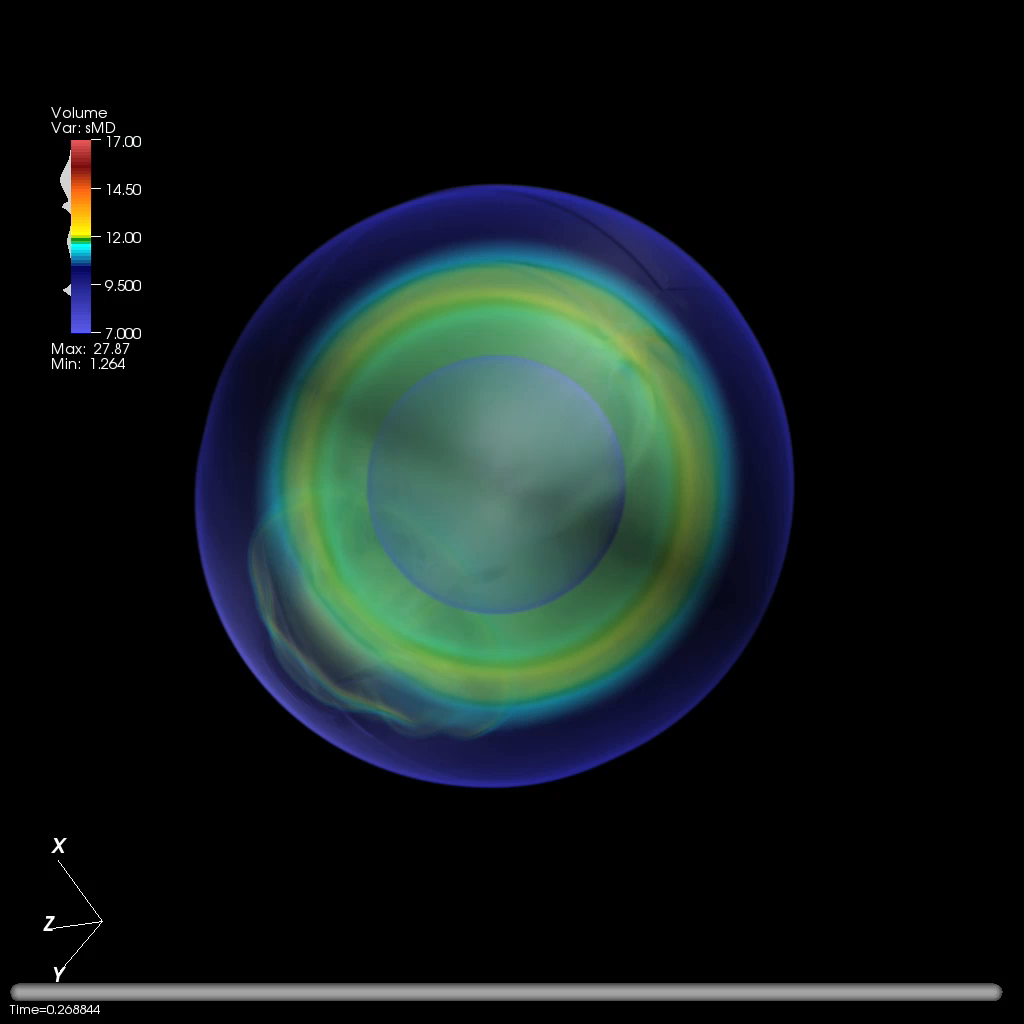 Volume
Var: sMD
17.00
14.50
12.00
9.500
7.000
Max: 27.87
Min: 1.264
X
Z
Y
Time=0.268844